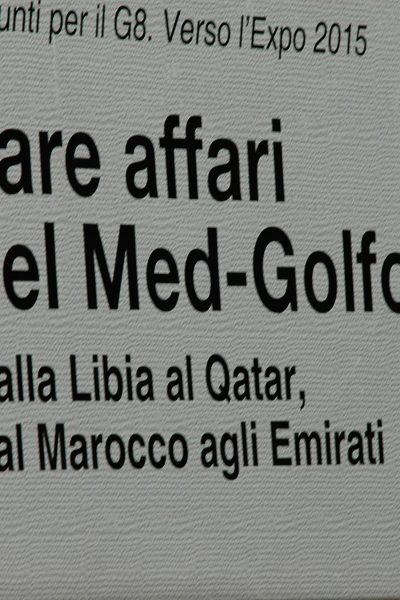 unti per il G8. Verso l'Expo 2015
are affari
el Med-Golfo
alla Libia al Qatar,
al Marocco agli Emirati